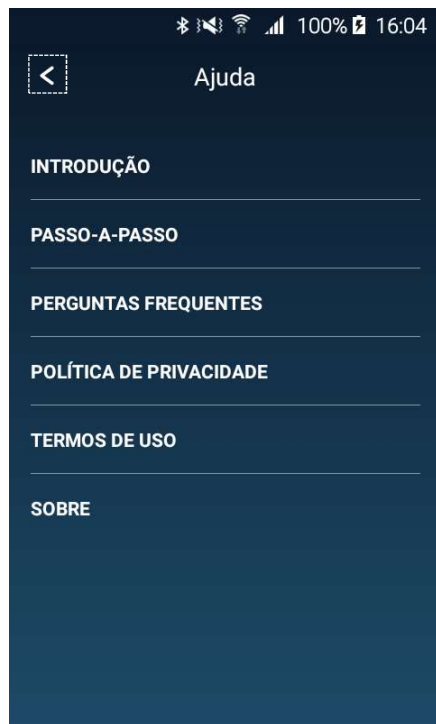 100% 16:04
Ajuda
INTRODUÇÃO
PASSO-A-PASSO
PERGUNTAS FREQUENTES
POLÍTICA DE PRIVACIDADE
TERMOS DE USO
SOBRE